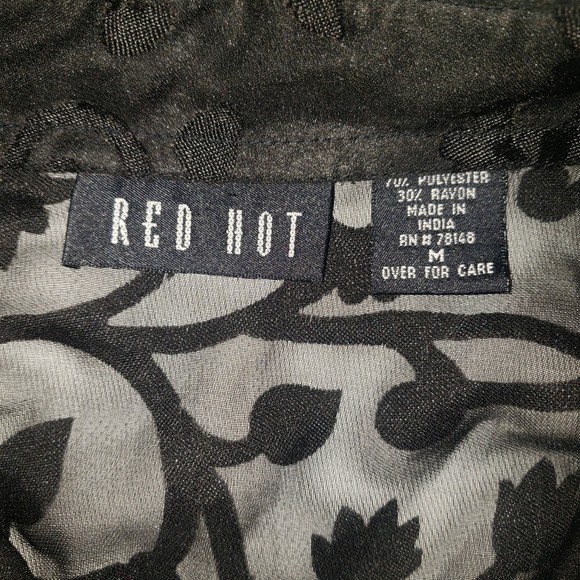 RED HOT
70% POLYESTER
30% RAYON
MADE IN
INDIA
RN # 78148
M
OVER FOR CARE